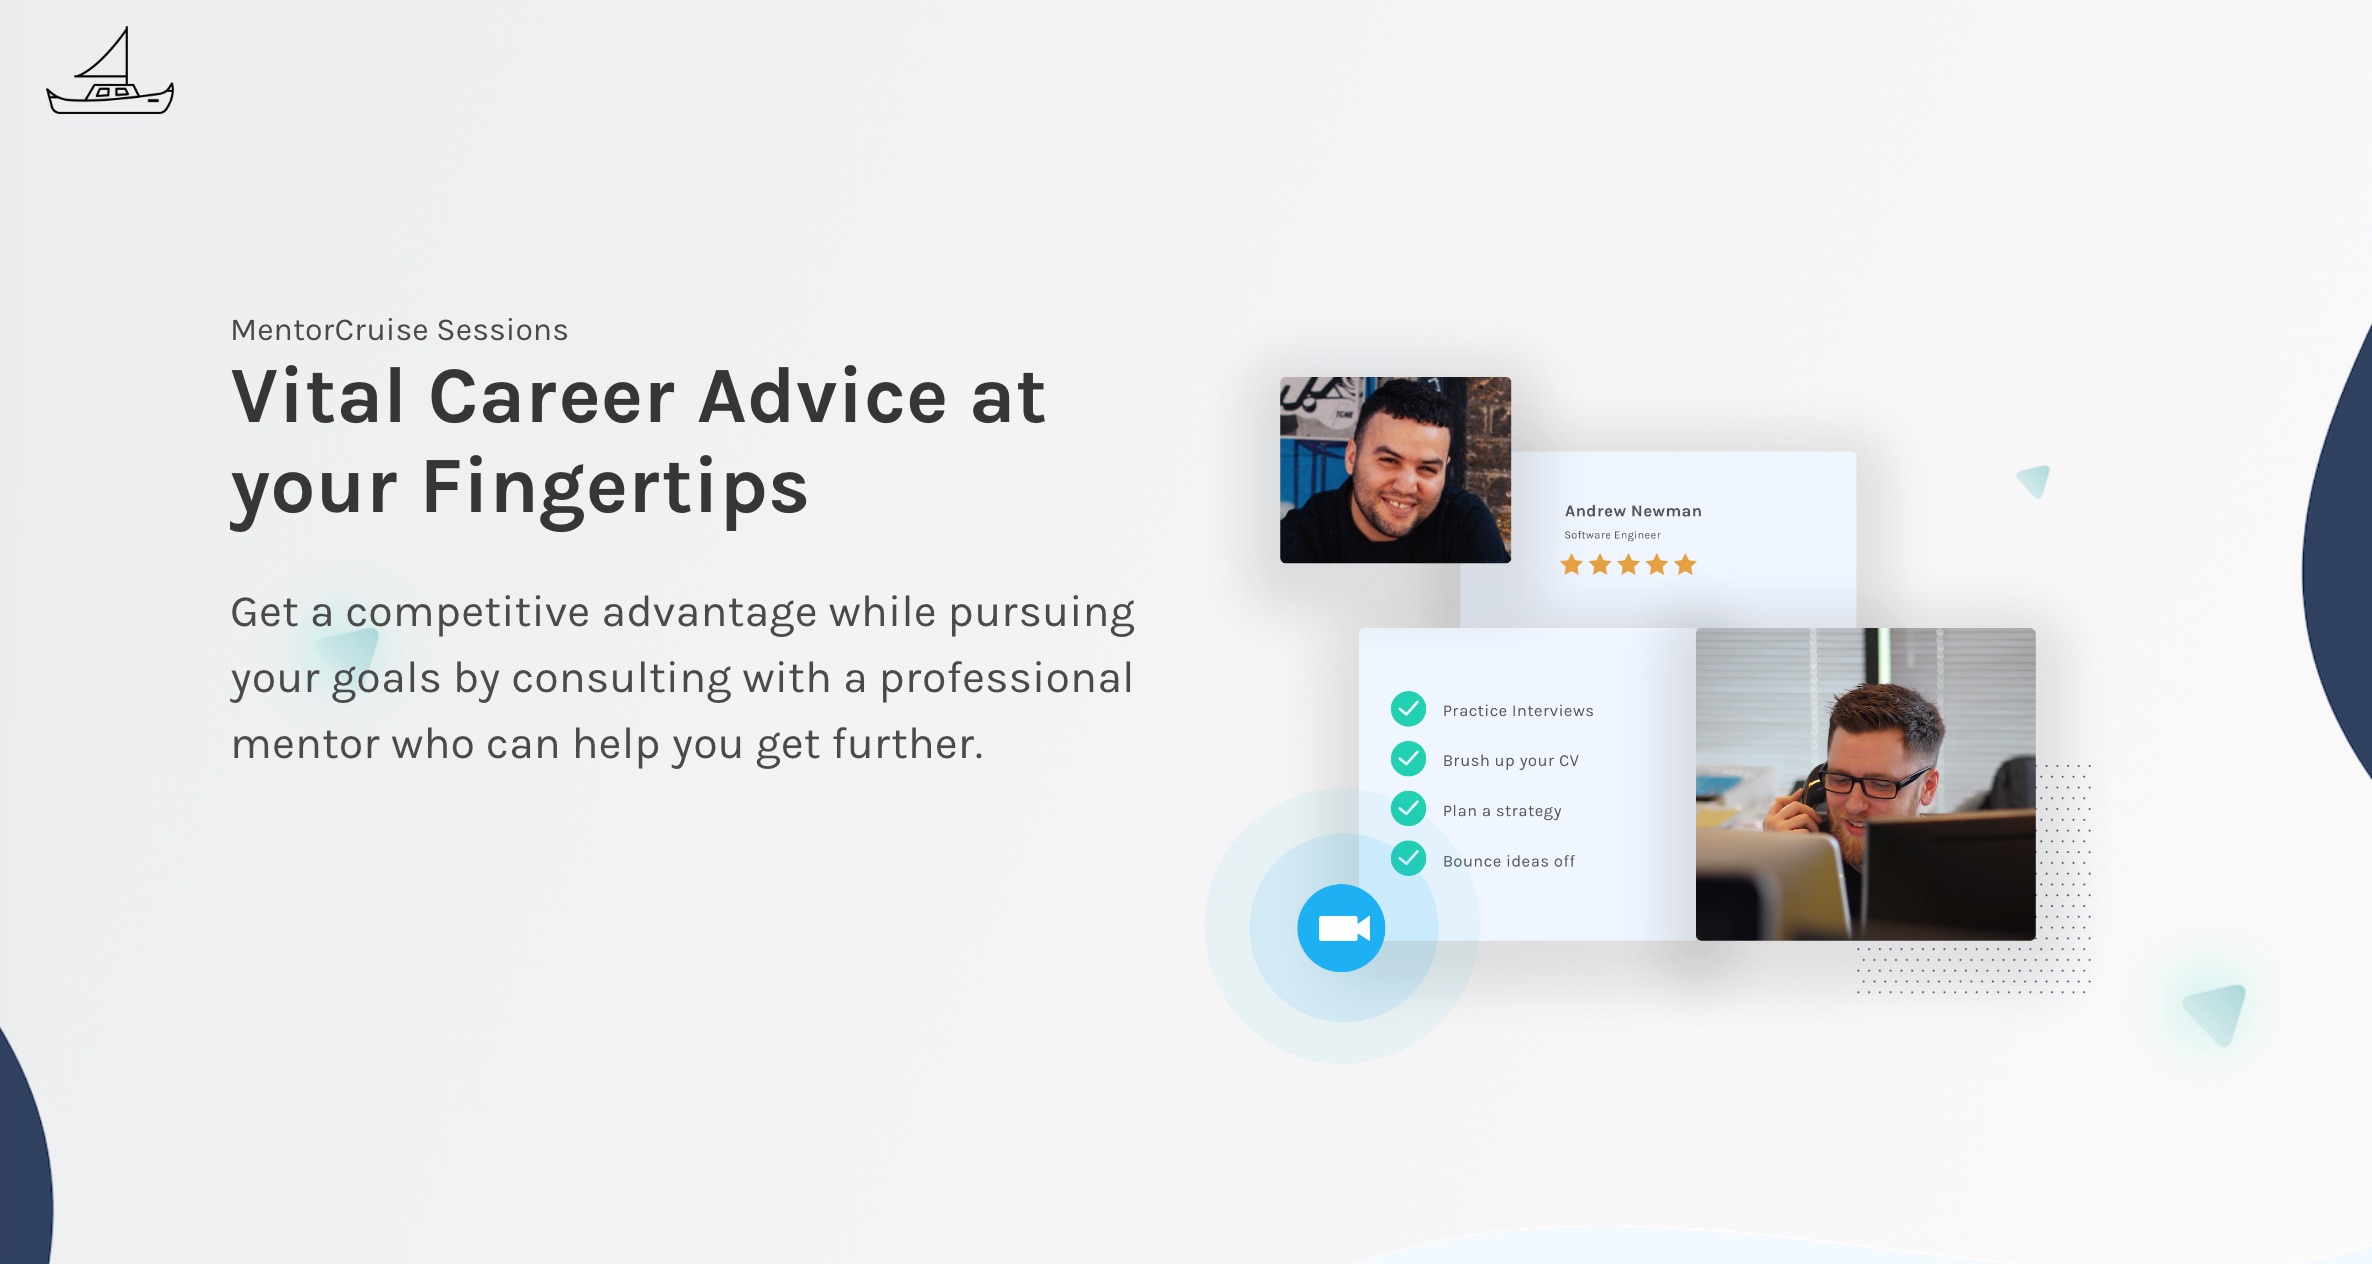 MentorCruise Sessions
Vital Career Advice at
your Fingertips
Get a competitive advantage while pursuing
your goals by consulting with a professional
mentor who can help you get further.
Andrew Newman
Software Engineer
Practice Interviews
Brush up your CV
Plan a strategy
Bounce ideas off